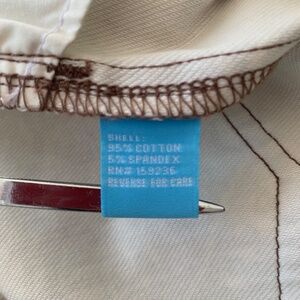 SHELL:
95% COTTON
5% SPANDEX
RN# 159236
REVERSE FOR CARE